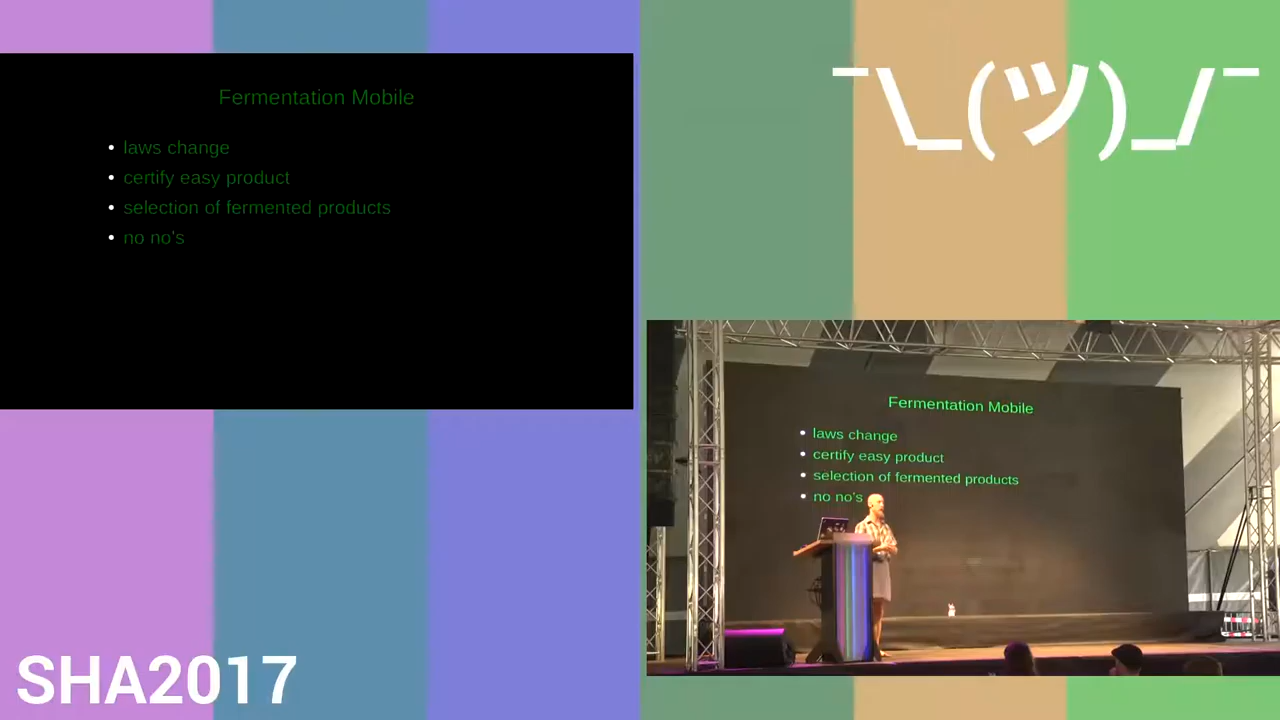 Fermentation Mobile
• laws change
• certify easy product
• selection of fermented products
• no no's
¯\_(ツ)_/¯
Fermentation Mobile
• laws change
• certify easy product
• selection of fermented products
• no no's
SHA2017